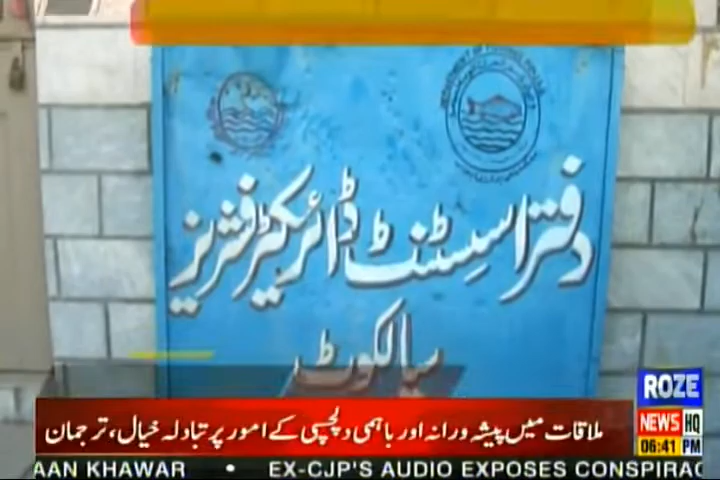 دفتر اسسٹنٹ ڈائریکٹر فشریز
سیالکوٹ
ROZE
NEWS HQ
06:41 PM
ملاقات میں پیشہ ورانہ اور باہمی دلچسپی کے امور پر تبادلہ خیال، ترجمان
AAN KHAWAR • EX-CJP'S AUDIO EXPOSES CONSPIRAC